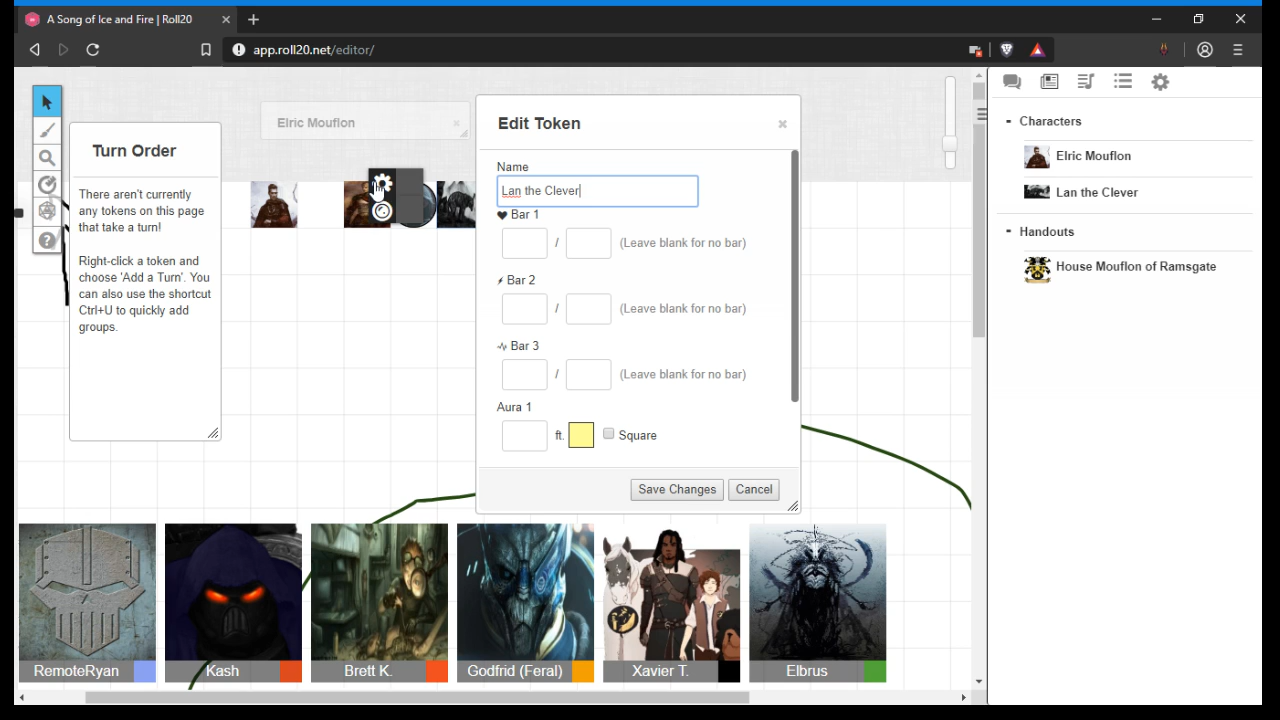 A Song of Ice and Fire | Roll20
app.roll20.net/editor/
Elric Mouflon
Turn Order
There aren't currently
any tokens on this page
that take a turn!
Right-click a token and
choose 'Add a Turn'. You
can also use the shortcut
Ctrl+U to quickly add
groups.
Edit Token
Name
Lan the Clever
Bar 1
/ (Leave blank for no bar)
Bar 2
/ (Leave blank for no bar)
Bar 3
/ (Leave blank for no bar)
Aura 1
ft. Square
Save Changes Cancel
Characters
Elric Mouflon
Lan the Clever
Handouts
House Mouflon of Ramsgate
RemoteRyan
Kash
Brett K.
Godfrid (Feral)
Xavier T.
Elbrus